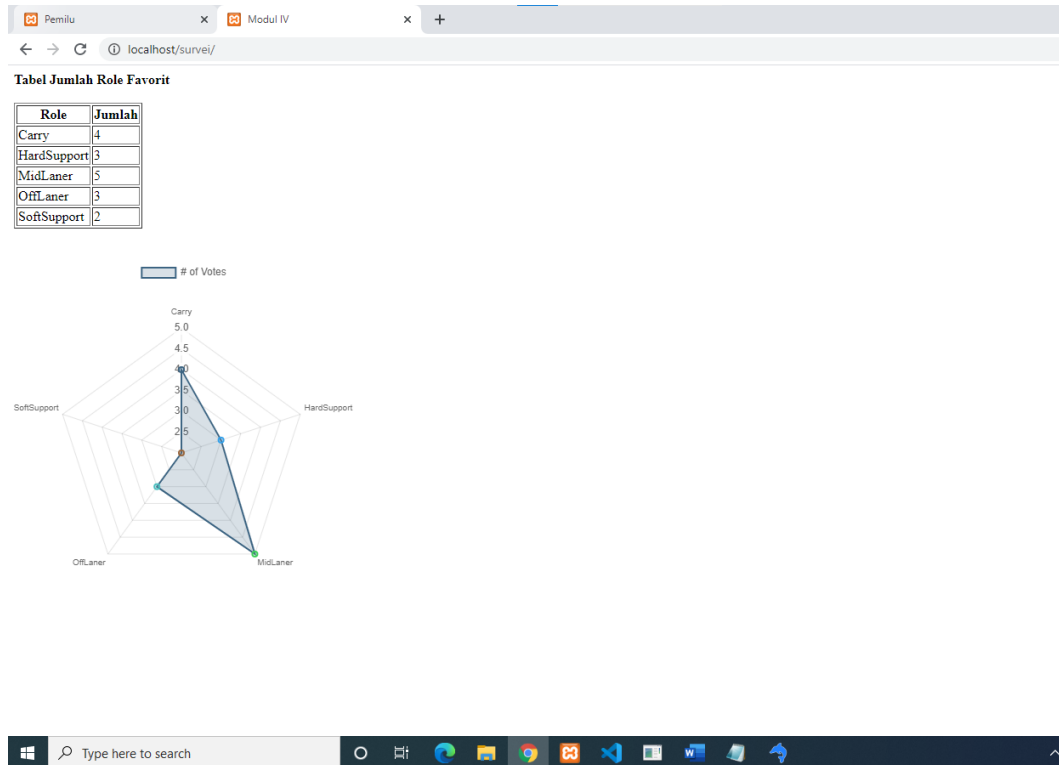 Pemilu
Modul IV
localhost/survei/
Tabel Jumlah Role Favorit
Role Jumlah
Carry 4
HardSupport 3
MidLaner 5
OffLaner 3
SoftSupport 2
# of Votes
Carry
5.0
4.5
4.0
3.5
3.0
2.5
SoftSupport
HardSupport
OffLaner
MidLaner
Type here to search